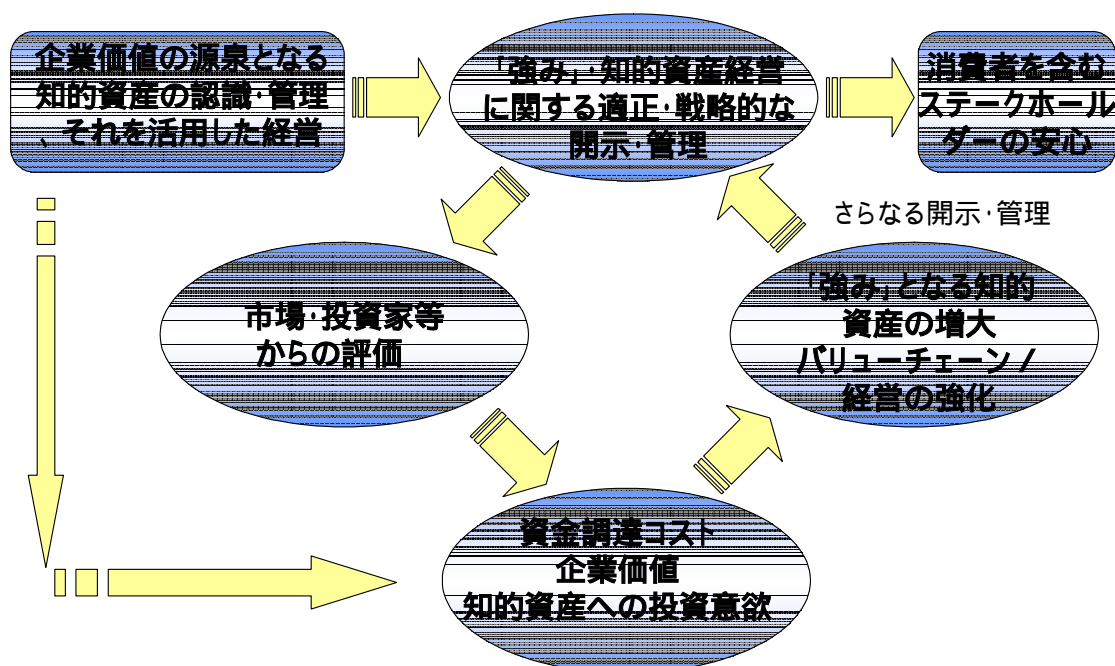 企業価値の源泉となる
知的資産の認識・管理
、それを活用した経営
「強み」・知的資産経営
に関する適正・戦略的な
開示・管理
消費者を含む
ステークホール
ダーの安心
さらなる開示・管理
市場・投資家等
からの評価
「強み」となる知的
資産の増大
バリューチェーン/
経営の強化
資金調達コスト
企業価値
知的資産への投資意欲